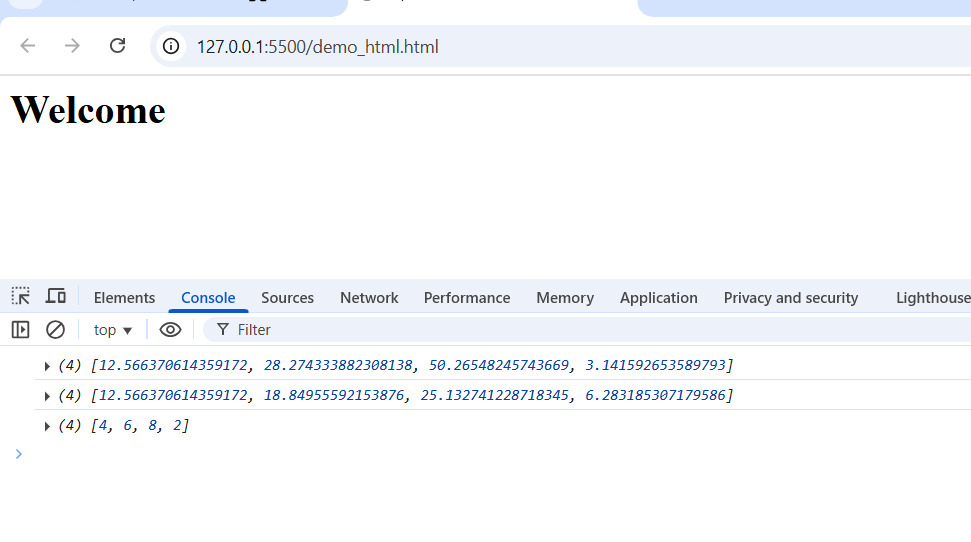 127.0.0.1:5500/demo_html.html
Welcome
Elements Console Sources Network Performance Memory Application Privacy and security Lighthouse
top ▼ Filter
(4) [12.566370614359172, 28.274333882308138, 50.26548245743669, 3.141592653589793]
(4) [12.566370614359172, 18.84955592153876, 25.132741228718345, 6.283185307179586]
(4) [4, 6, 8, 2]